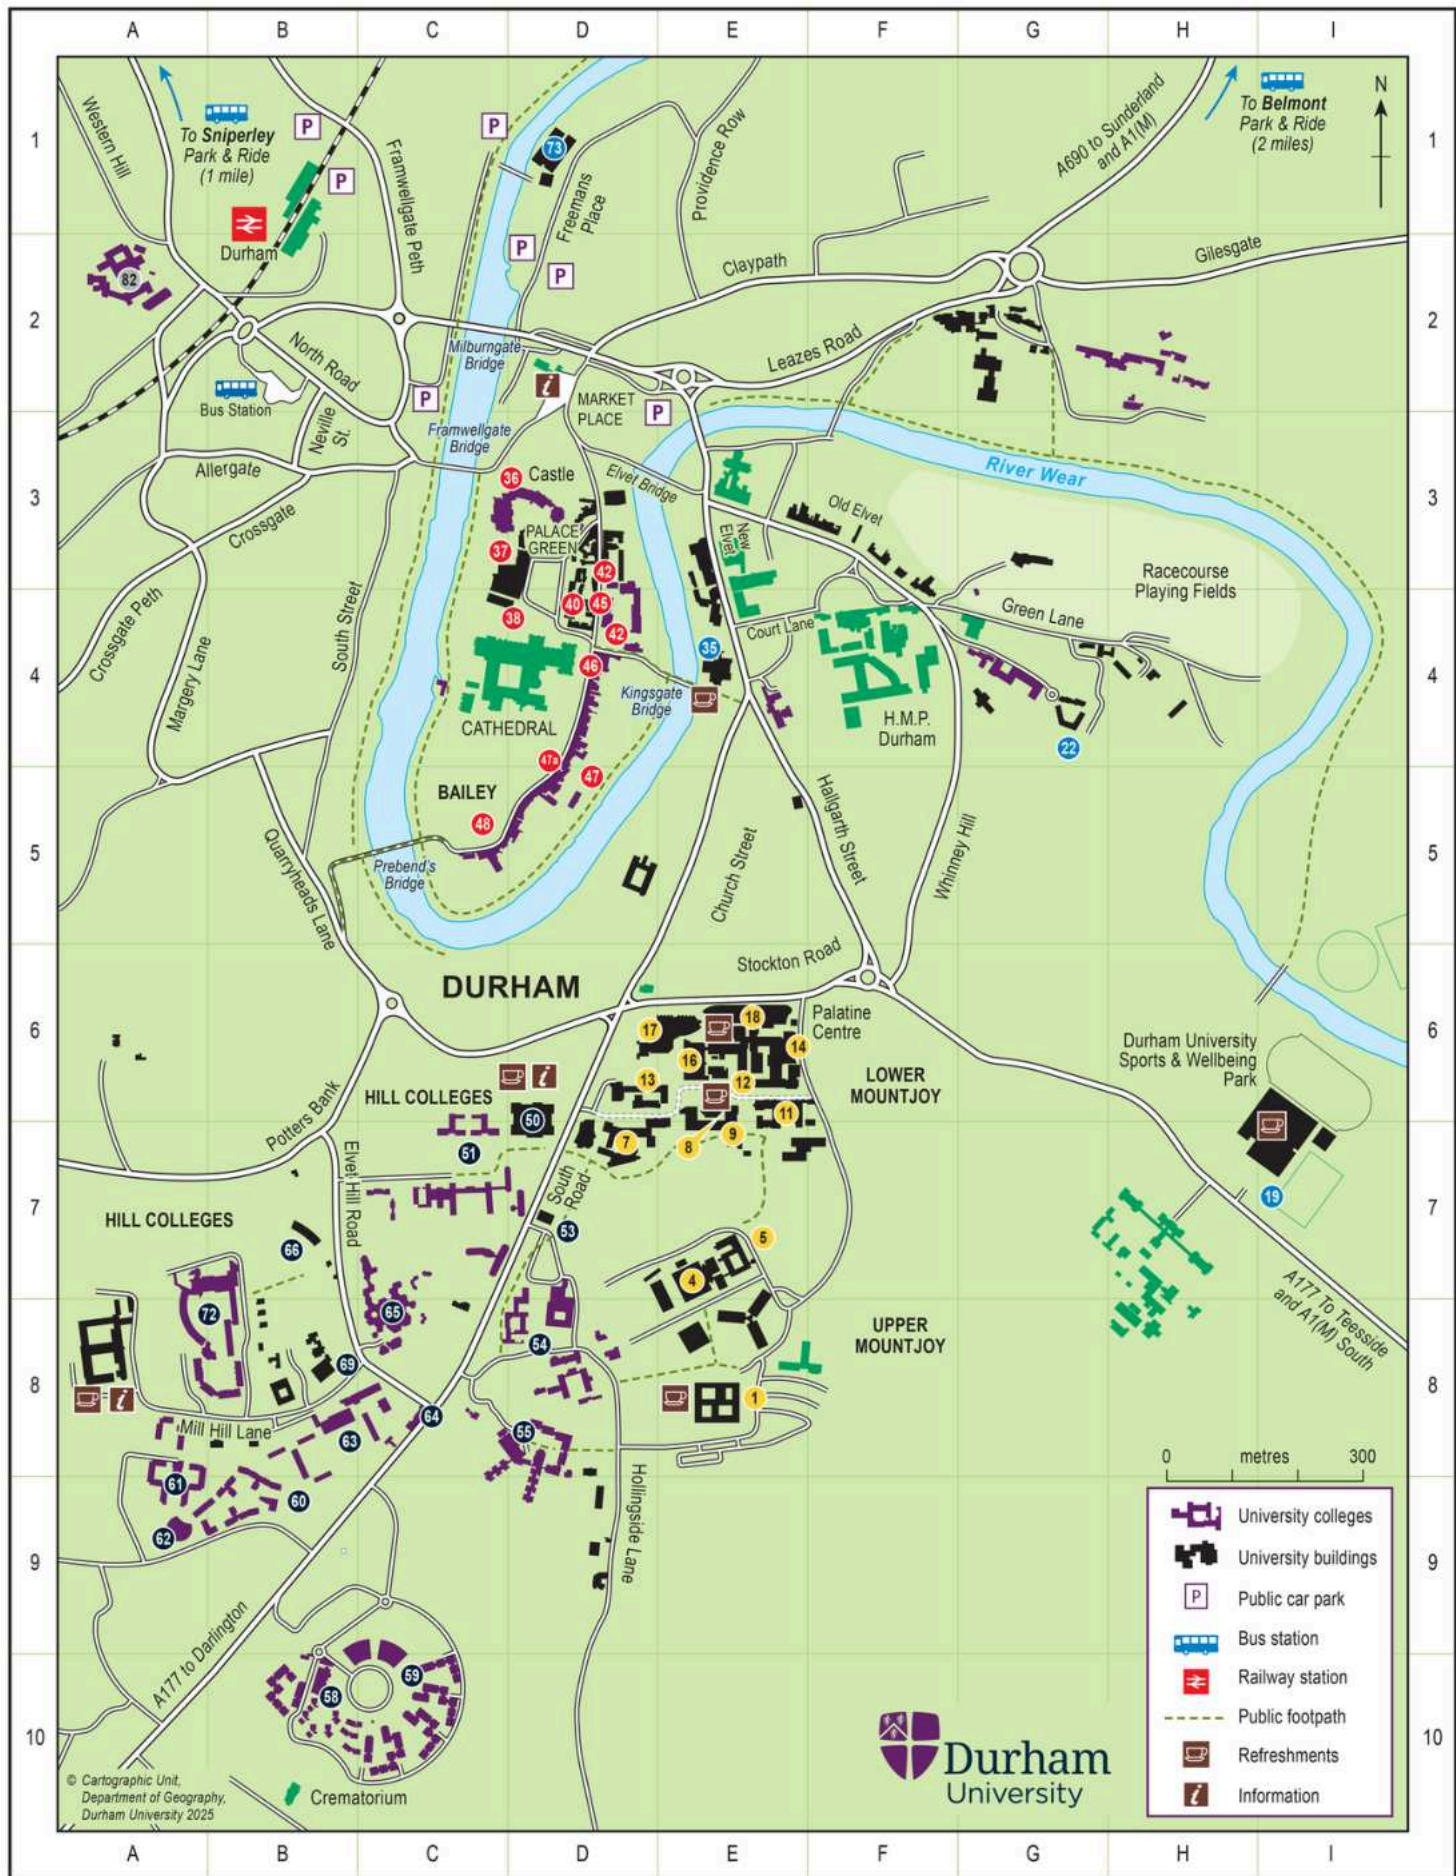 A B C D E F G H I
1
2
3
4
5
6
7
8
9
10
Western Hill
To Sniperley
Park & Ride
(1 mile)
P
P
P
Framwellgate Peth
73
Freemans
Place
Providence Row
A690 to Sunderland
and A1(M)
To Belmont
Park & Ride
(2 miles)
N
Durham
P
P
82
Claypath
Gilesgate
North Road
Milburngate
Bridge
Leazes Road
Bus Station
P
i
MARKET
PLACE
P
Neville
St.
Framwellgate
Bridge
Allergate
Crossgate
36
Castle
Elvet Bridge
River Wear
Old Elvet
New
Elvet
PALACE
GREEN
37
42
40
45
38
42
Racecourse
Playing Fields
Green Lane
Court Lane
Crossgate Peth
South Street
Margery Lane
46
35
Kingsgate
Bridge
CATHEDRAL
H.M.P.
Durham
22
47a
47
BAILEY
48
Hallgarth Street
Church Street
Whinney Hill
Quarryheads Lane
Prebend's
Bridge
DURHAM
Stockton Road
Palatine
Centre
17
18
14
16
13
12
11
Durham University
Sports & Wellbeing
Park
LOWER
MOUNTJOY
HILL COLLEGES
i
50
51
7
8
9
Potters Bank
Elvet Hill Road
South
Road
19
HILL COLLEGES
66
53
5
4
72
65
54
69
UPPER
MOUNTJOY
A177 To Teesside
and A1(M) South
i
1
Mill Hill Lane
64
63
55
61
60
62
Hollingside Lane
0 metres 300
University colleges
University buildings
P Public car park
Bus station
Railway station
Public footpath
Refreshments
i Information
A177 to Darlington
59
58
Crematorium
© Cartographic Unit,
Department of Geography,
Durham University 2025
Durham
University
1
2
3
4
5
6
7
8
9
10
A B C D E F G H I